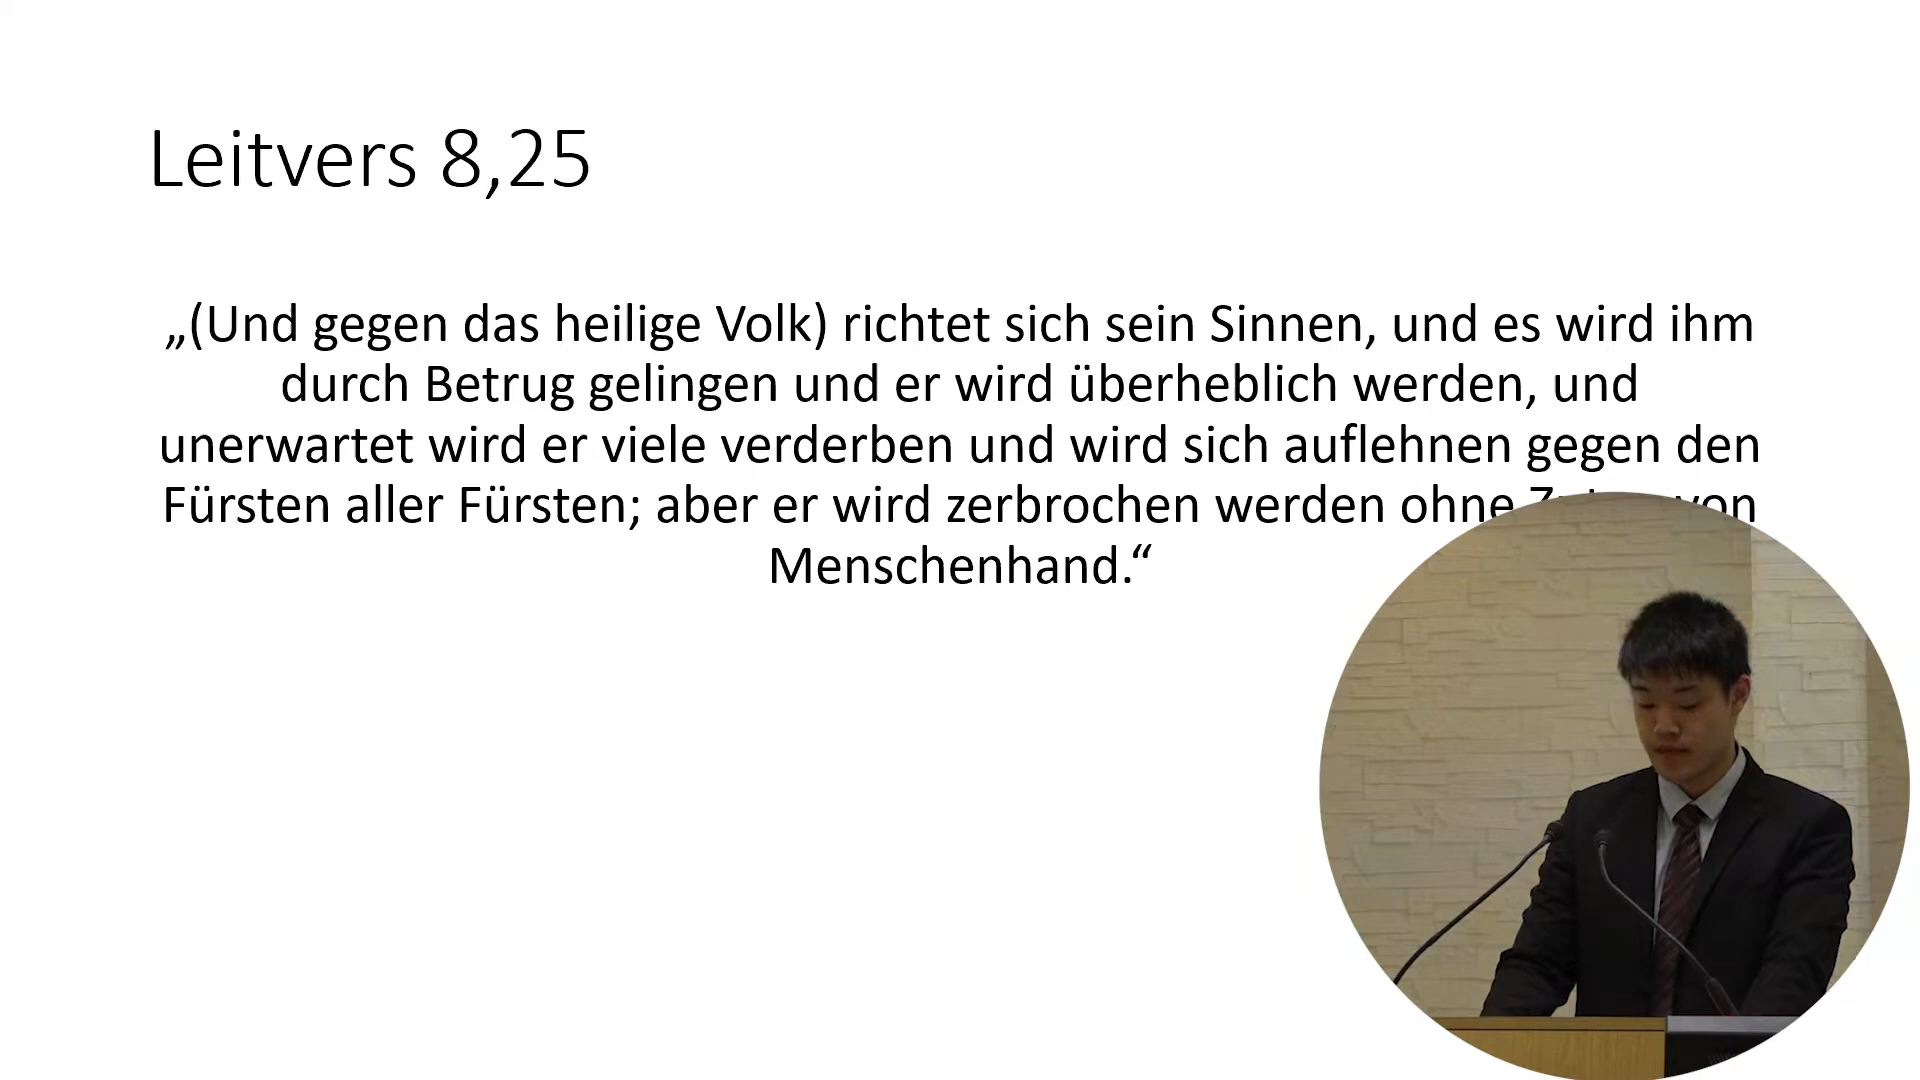 Leitvers 8,25
„(Und gegen das heilige Volk) richtet sich sein Sinnen, und es wird ihm
durch Betrug gelingen und er wird überheblich werden, und
unerwartet wird er viele verderben und wird sich auflehnen gegen den
Fürsten aller Fürsten; aber er wird zerbrochen werden ohne von
Menschenhand.“